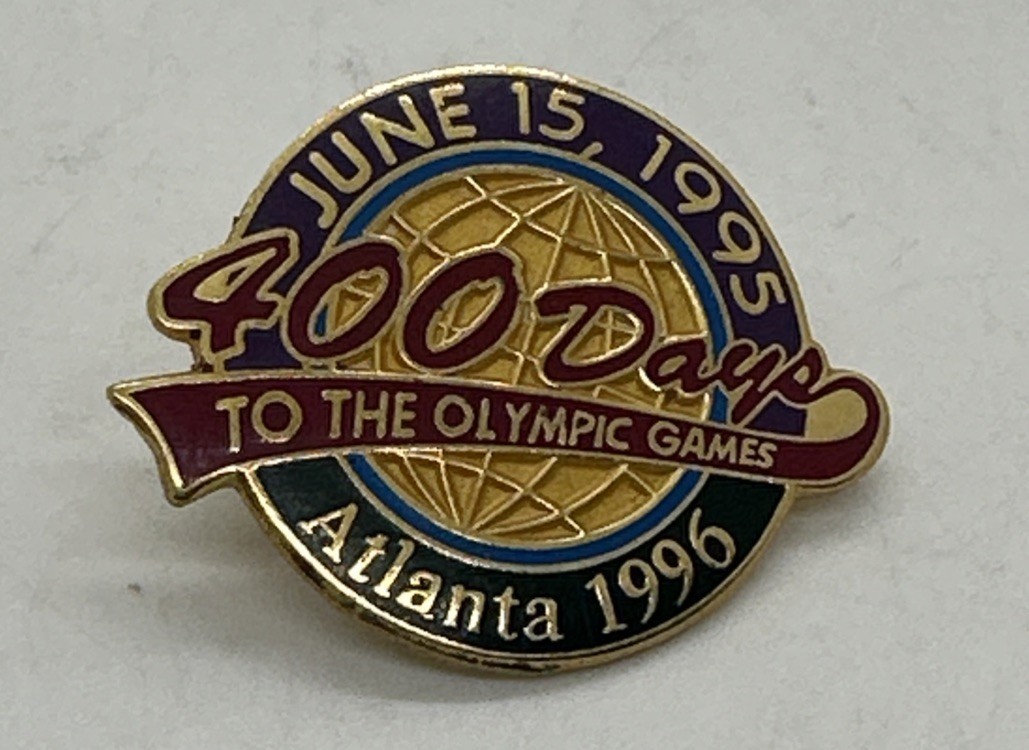 JUNE 15, 1995
400 Days
TO THE OLYMPIC GAMES
Atlanta 1996